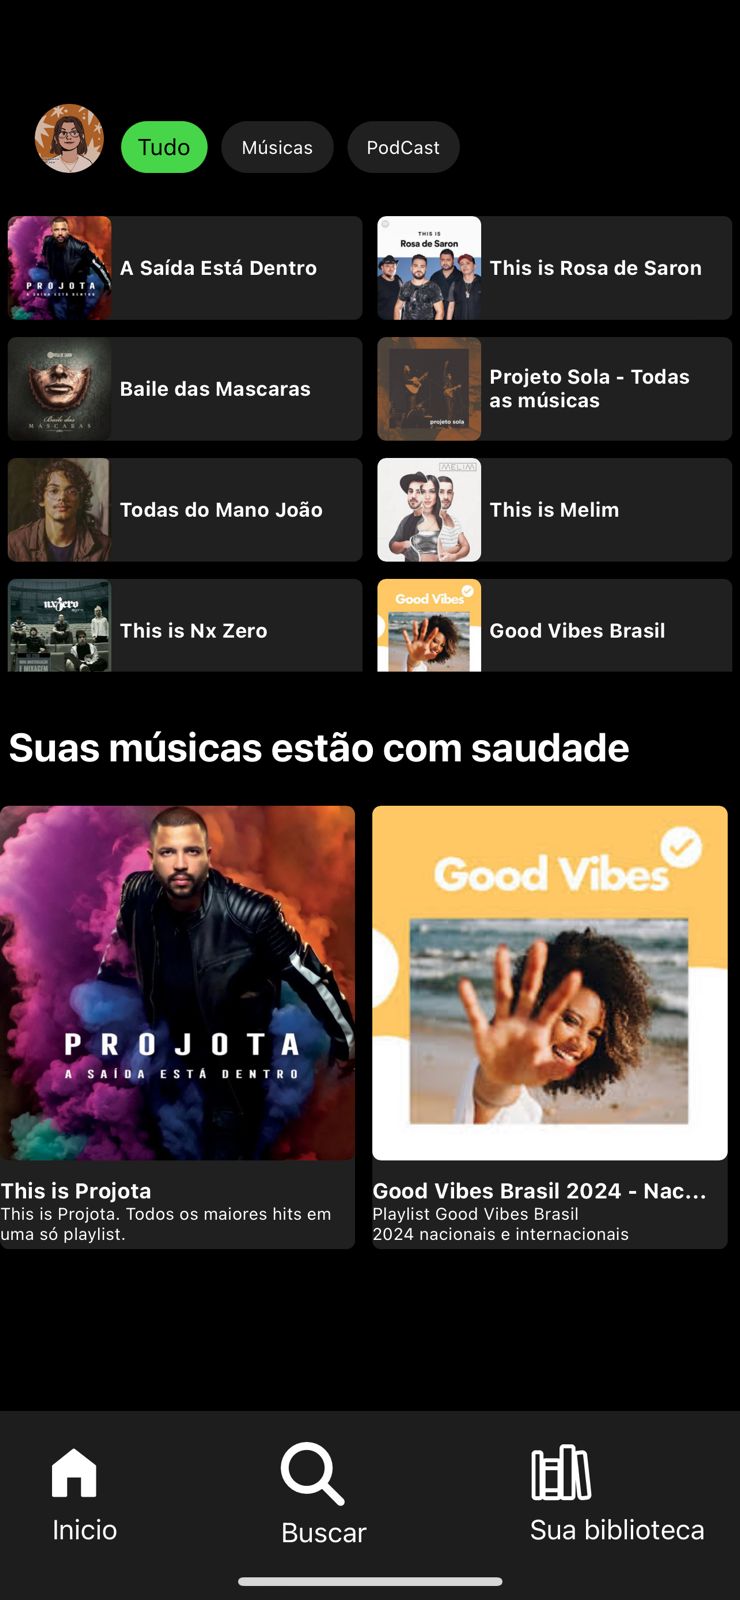 Tudo
Músicas
PodCast
PROJOTA
A SAÍDA ESTÁ DENTRO
A Saída Está Dentro
THIS IS
Rosa de Saron
This is Rosa de Saron
Baile das
MASCARAS
Baile das Mascaras
projeto sola
Projeto Sola - Todas
as músicas
Todas do Mano João
MELIM
This is Melim
nxzero
This is Nx Zero
Good Vibes
Good Vibes Brasil
Suas músicas estão com saudade
PROJOTA
A SAÍDA ESTÁ DENTRO
Good Vibes
This is Projota
This is Projota. Todos os maiores hits em
uma só playlist.
Good Vibes Brasil 2024 - Nac...
Playlist Good Vibes Brasil
2024 nacionais e internacionais
Inicio
Buscar
Sua biblioteca